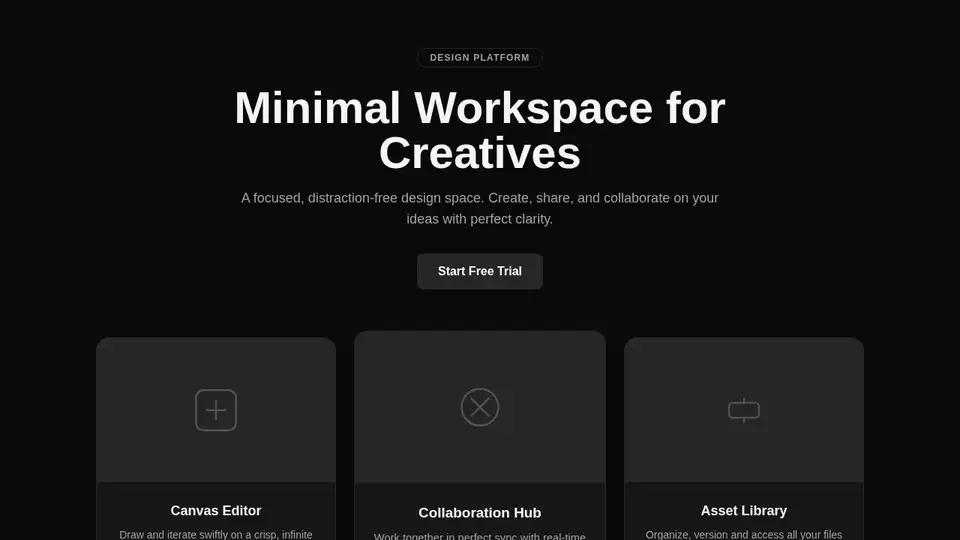 DESIGN PLATFORM
Minimal Workspace for
Creatives
A focused, distraction-free design space. Create, share, and collaborate on your
ideas with perfect clarity.
Start Free Trial
Canvas Editor
Draw and iterate swiftly on a crisp, infinite
Collaboration Hub
Work together in perfect sync with real-time
Asset Library
Organize, version and access all your files